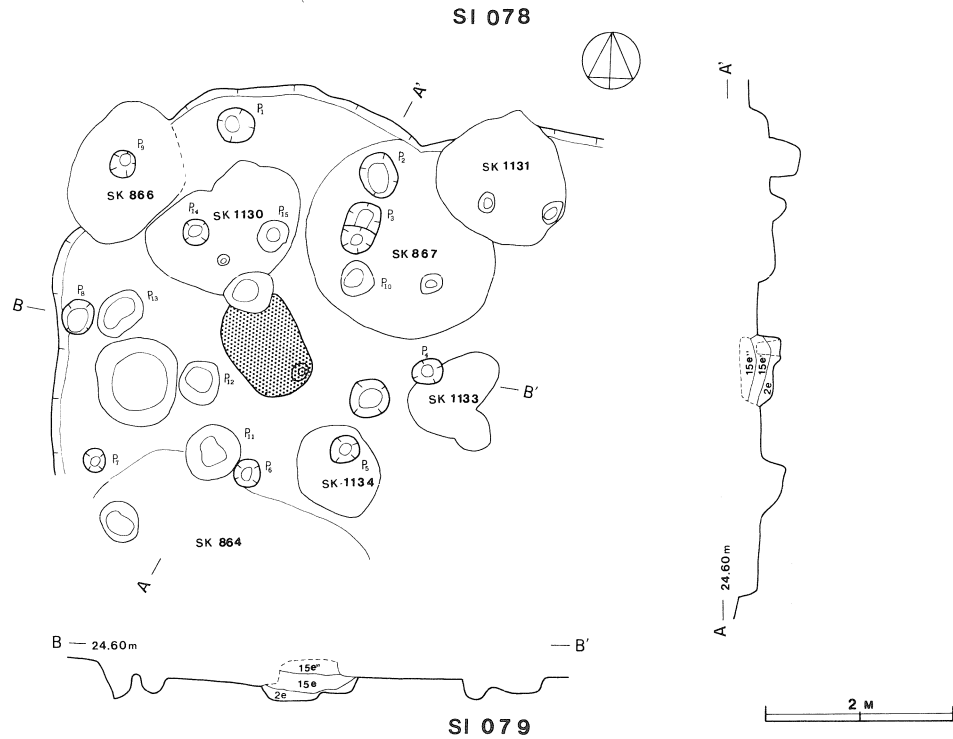 SI 078
A'
A'
P1
P9
P2
SK 1131
SK 866
P14
SK 1130
P15
P3
SK 867
P10
B
P8
P13
P4
B'
SK 1133
P12
15e"
15e
2e
P11
P7
P6
P5
SK 1134
SK 864
A
A — 24.60m
B — 24.60m
B'
15e"
15e
2e
2 M
SI 079